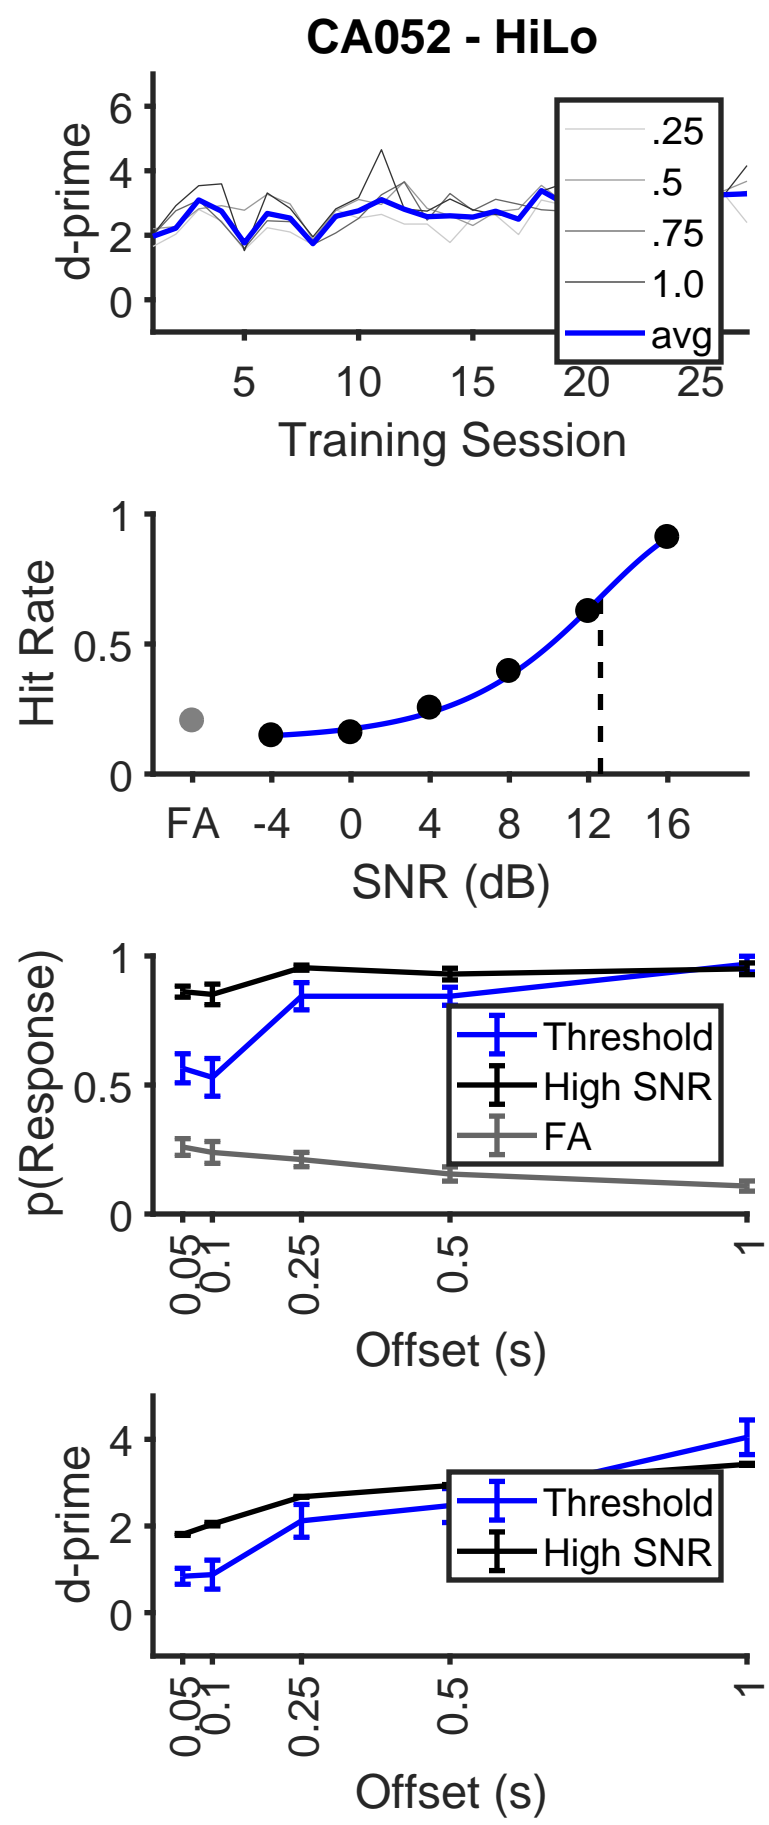 CA052 - HiLo
6
4
2
0
d-prime
.25
.5
.75
1.0
avg
5 10 15 20 25
Training Session
1
0.5
0
Hit Rate
FA -4 0 4 8 12 16
SNR (dB)
1
0.5
0
p(Response)
Threshold
High SNR
FA
0.05 0.1 0.25 0.5 1
Offset (s)
4
2
0
d-prime
Threshold
High SNR
0.05 0.1 0.25 0.5 1
Offset (s)